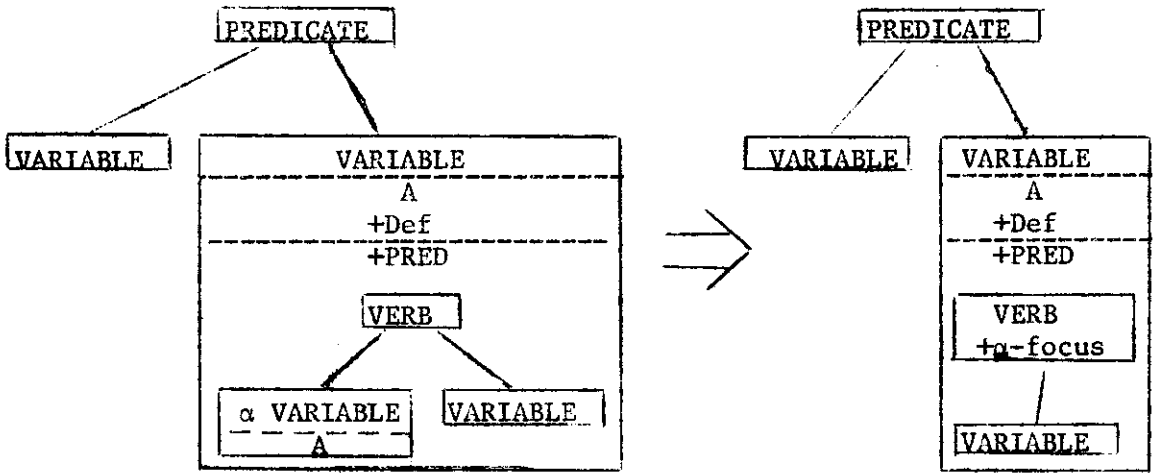 PREDICATE PREDICATE
VARIABLE VARIABLE VARIABLE VARIABLE
A A
+Def +Def
+PRED +PRED
VERB VERB
+α-focus
α VARIABLE VARIABLE
A VARIABLE